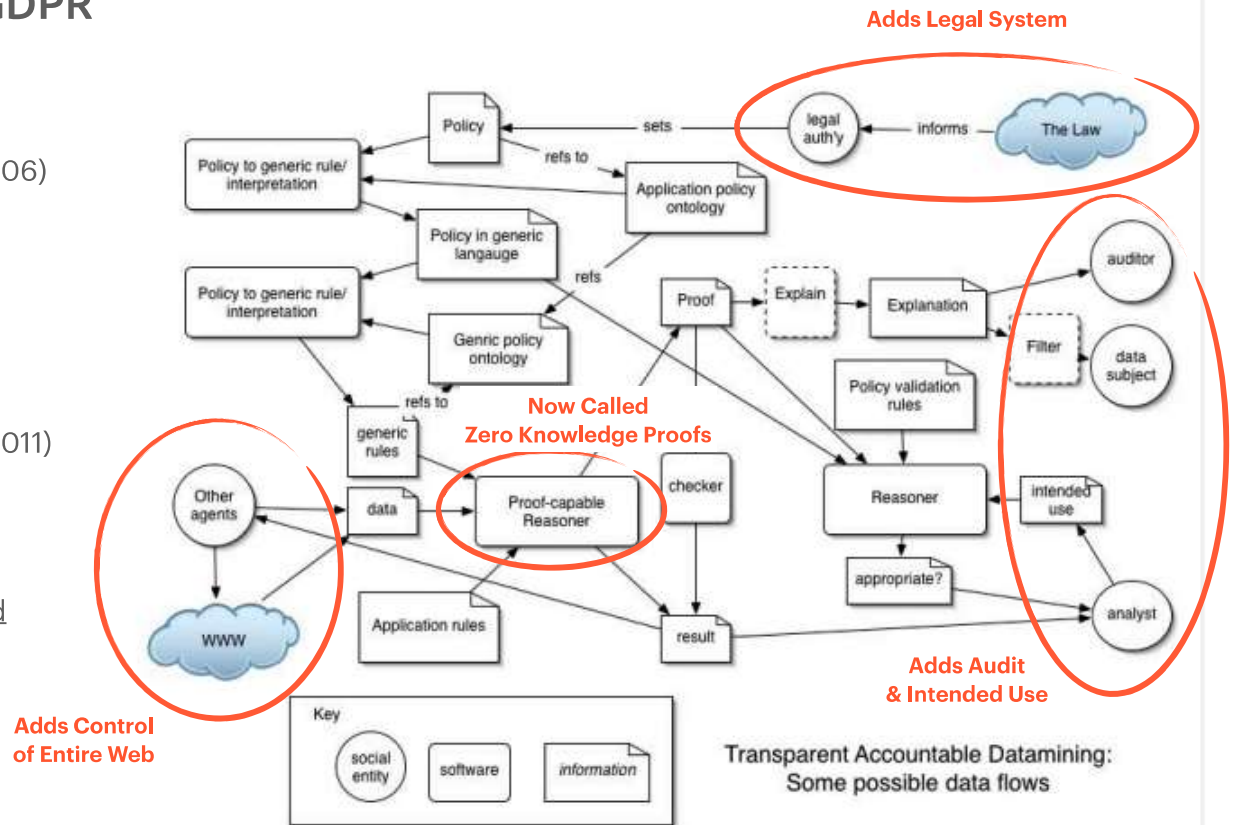 GDPR
Adds Legal System
06)
Policy
sets
legal
auth'y
informs
The Law
Policy to generic rule/
interpretation
refs to
Application policy
ontology
Policy in generic
langauge
auditor
Policy to generic rule/
interpretation
refs
Proof
Explain
Explanation
Genric policy
ontology
Filter
data
subject
Policy validation
rules
refs to
Now Called
Zero Knowledge Proofs
011)
generic
rules
checker
Other
agents
data
Proof-capable
Reasoner
Reasoner
intended
use
appropriate?
d
www
Application rules
result
analyst
Adds Audit
& Intended Use
Adds Control
of Entire Web
Key
social
entity
software
information
Transparent Accountable Datamining:
Some possible data flows